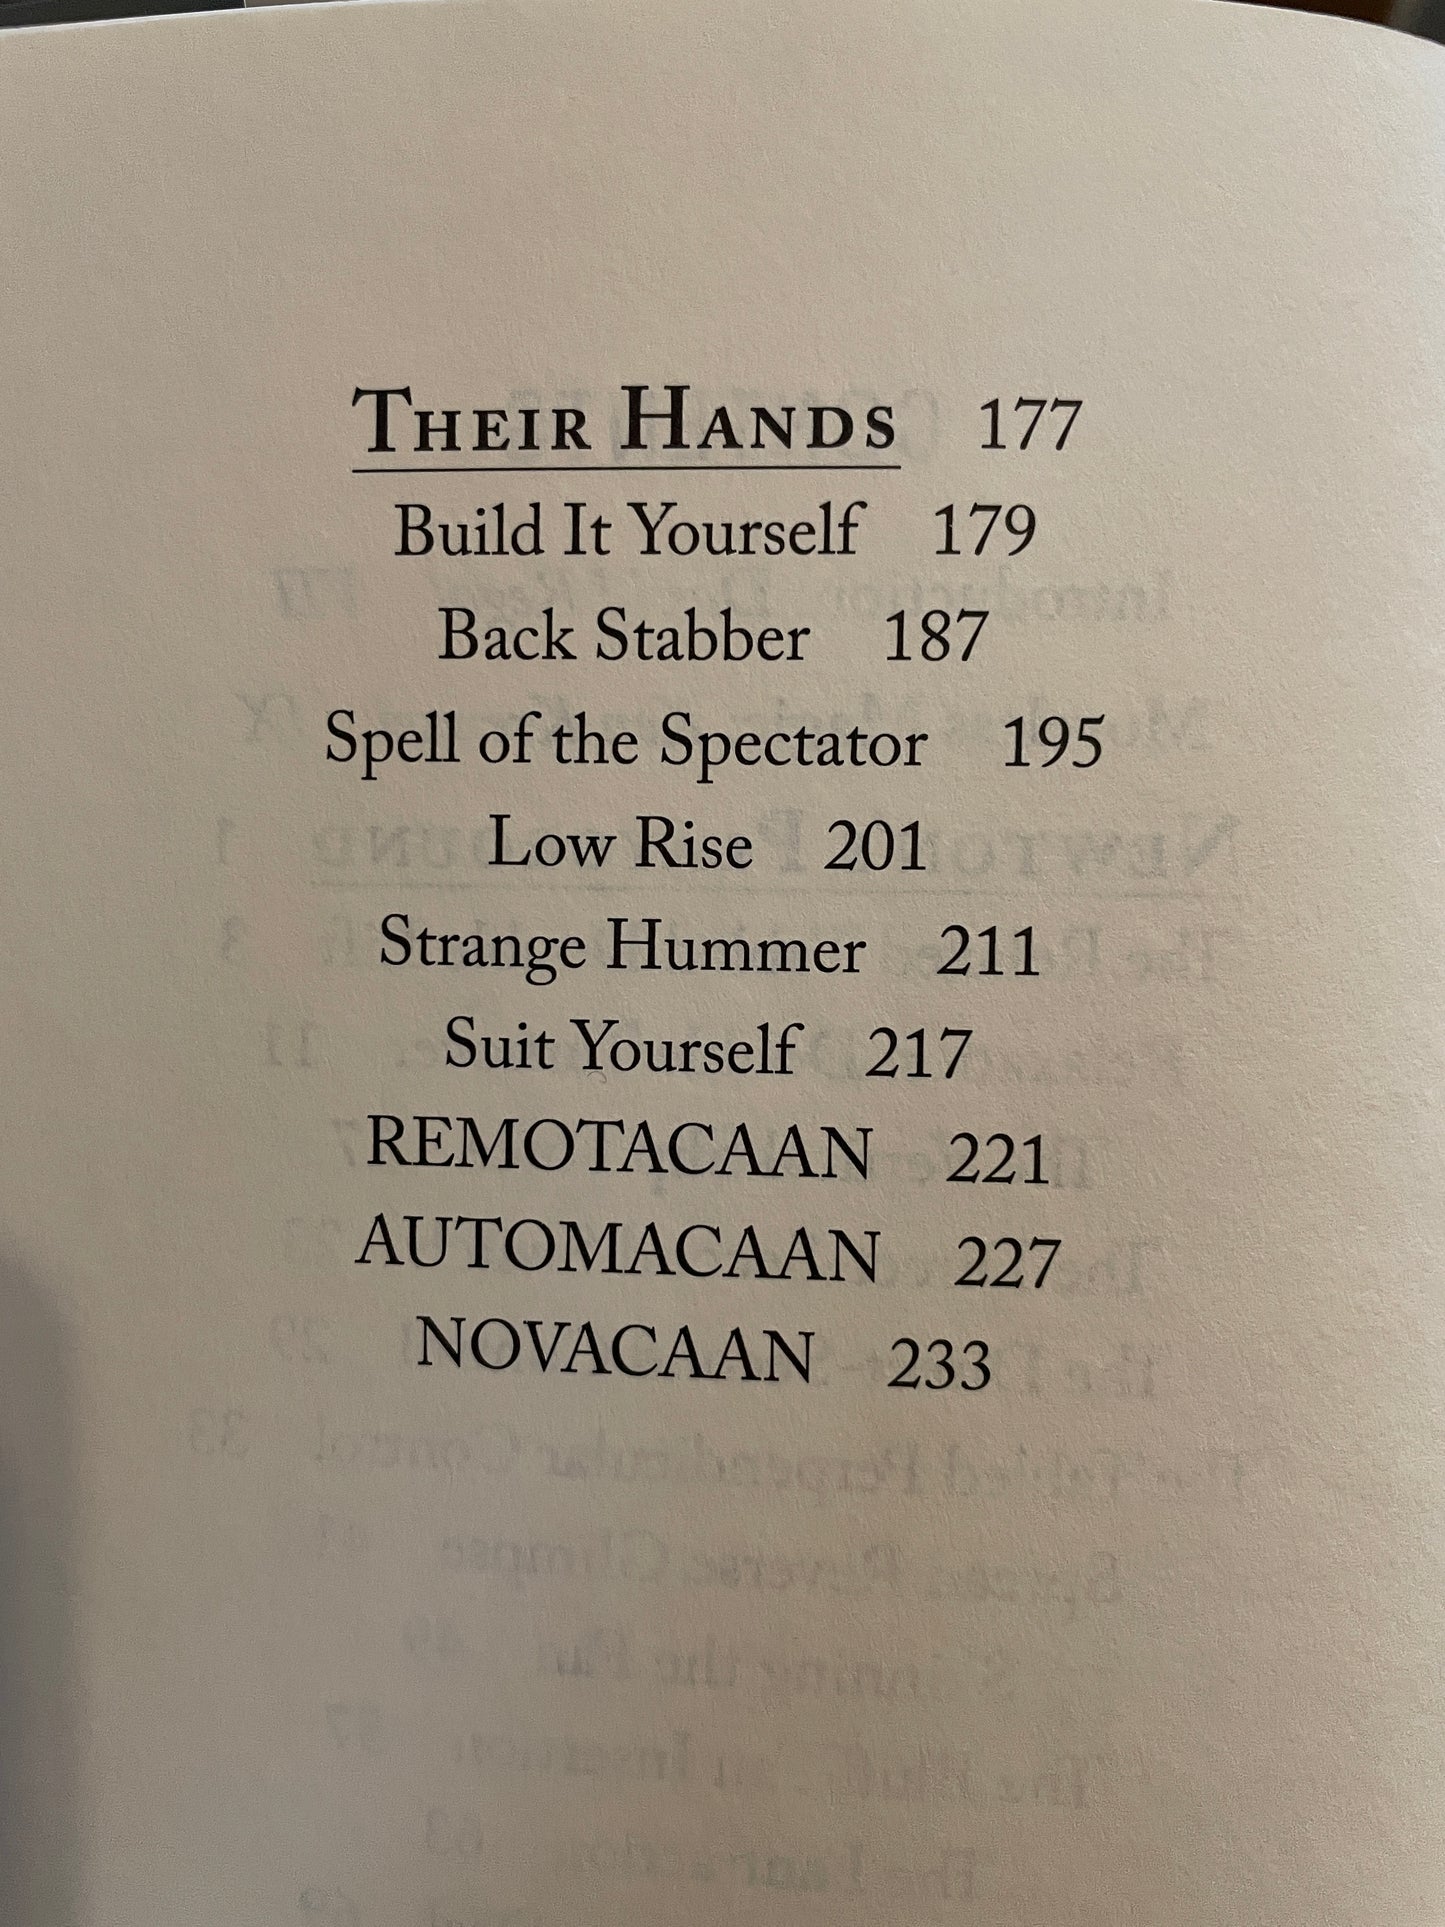 THEIR HANDS 177
Build It Yourself 179
Back Stabber 187
Spell of the Spectator 195
Low Rise 201
Strange Hummer 211
Suit Yourself 217
REMOTACAAN 221
AUTOMACAAN 227
NOVACAAN 233